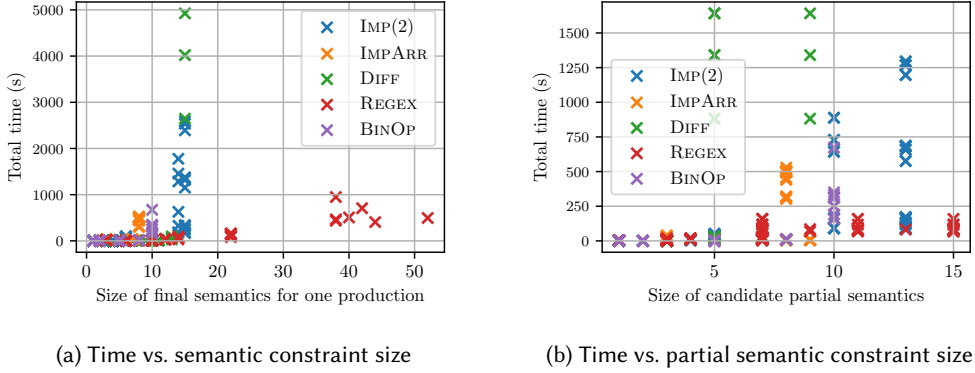 5000
4000
3000
2000
1000
0
Total time (s)
0
10
20
30
40
50
Size of final semantics for one production
Imp(2)
ImpArr
Diff
Regex
BinOp
(a) Time vs. semantic constraint size
1500
1250
1000
750
500
250
0
Total time (s)
5
10
15
Size of candidate partial semantics
Imp(2)
ImpArr
Diff
Regex
BinOp
(b) Time vs. partial semantic constraint size